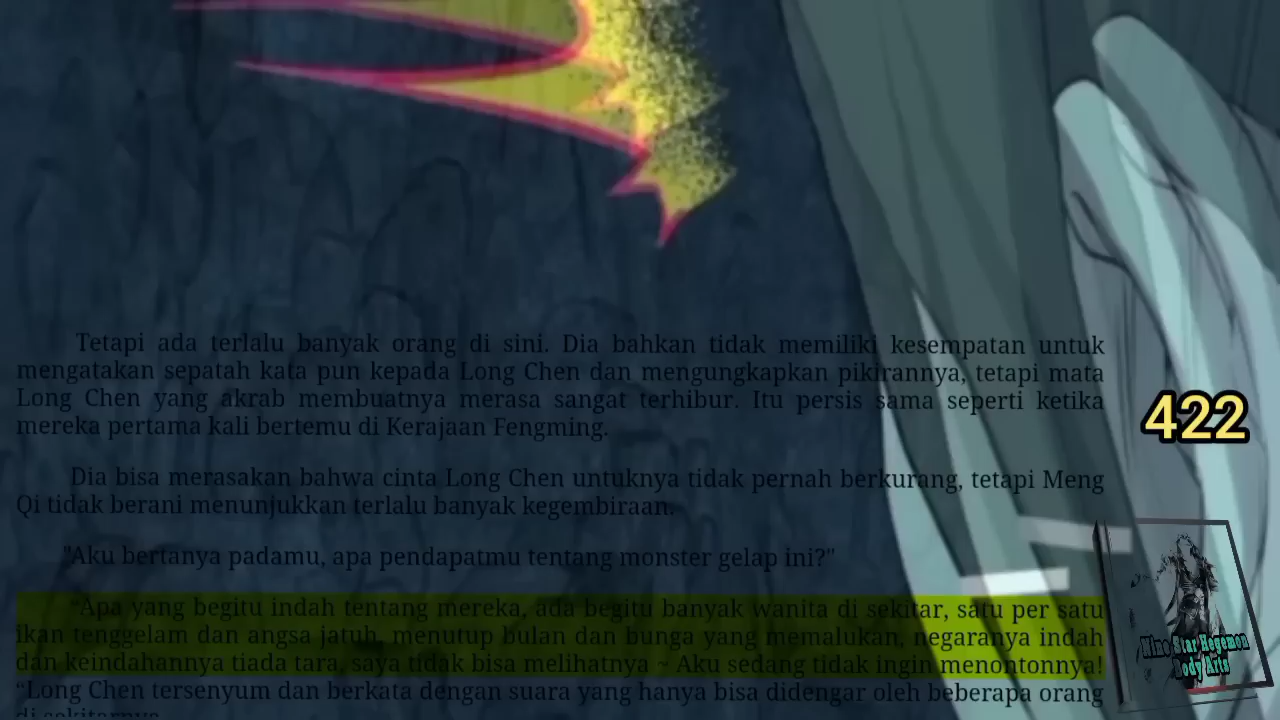 Tetapi ada terlalu banyak orang di sini. Dia bahkan tidak memiliki kesempatan untuk
mengatakan sepatah kata pun kepada Long Chen dan mengungkapkan pikirannya, tetapi mata
Long Chen yang akrab membuatnya merasa sangat terhibur. Itu persis sama seperti ketika
mereka pertama kali bertemu di Kerajaan Fengming.
Dia bisa merasakan bahwa cinta Long Chen untuknya tidak pernah berkurang, tetapi Meng
Qi tidak berani menunjukkan terlalu banyak kegembiraan.
"Aku bertanya padamu, apa pendapatmu tentang monster gelap ini?"
"Apa yang begitu indah tentang mereka, ada begitu banyak wanita di sekitar, satu per satu
ikan tenggelam dan angsa jatuh, menutup bulan dan bunga yang memalukan, negaranya indah
dan keindahannya tiada tara, saya tidak bisa melihatnya ~ Aku sedang tidak ingin menontonnya!
“Long Chen tersenyum dan berkata dengan suara yang hanya bisa didengar oleh beberapa orang
di sekitarnya.
422
Nine Star Hegemon
Body Arts